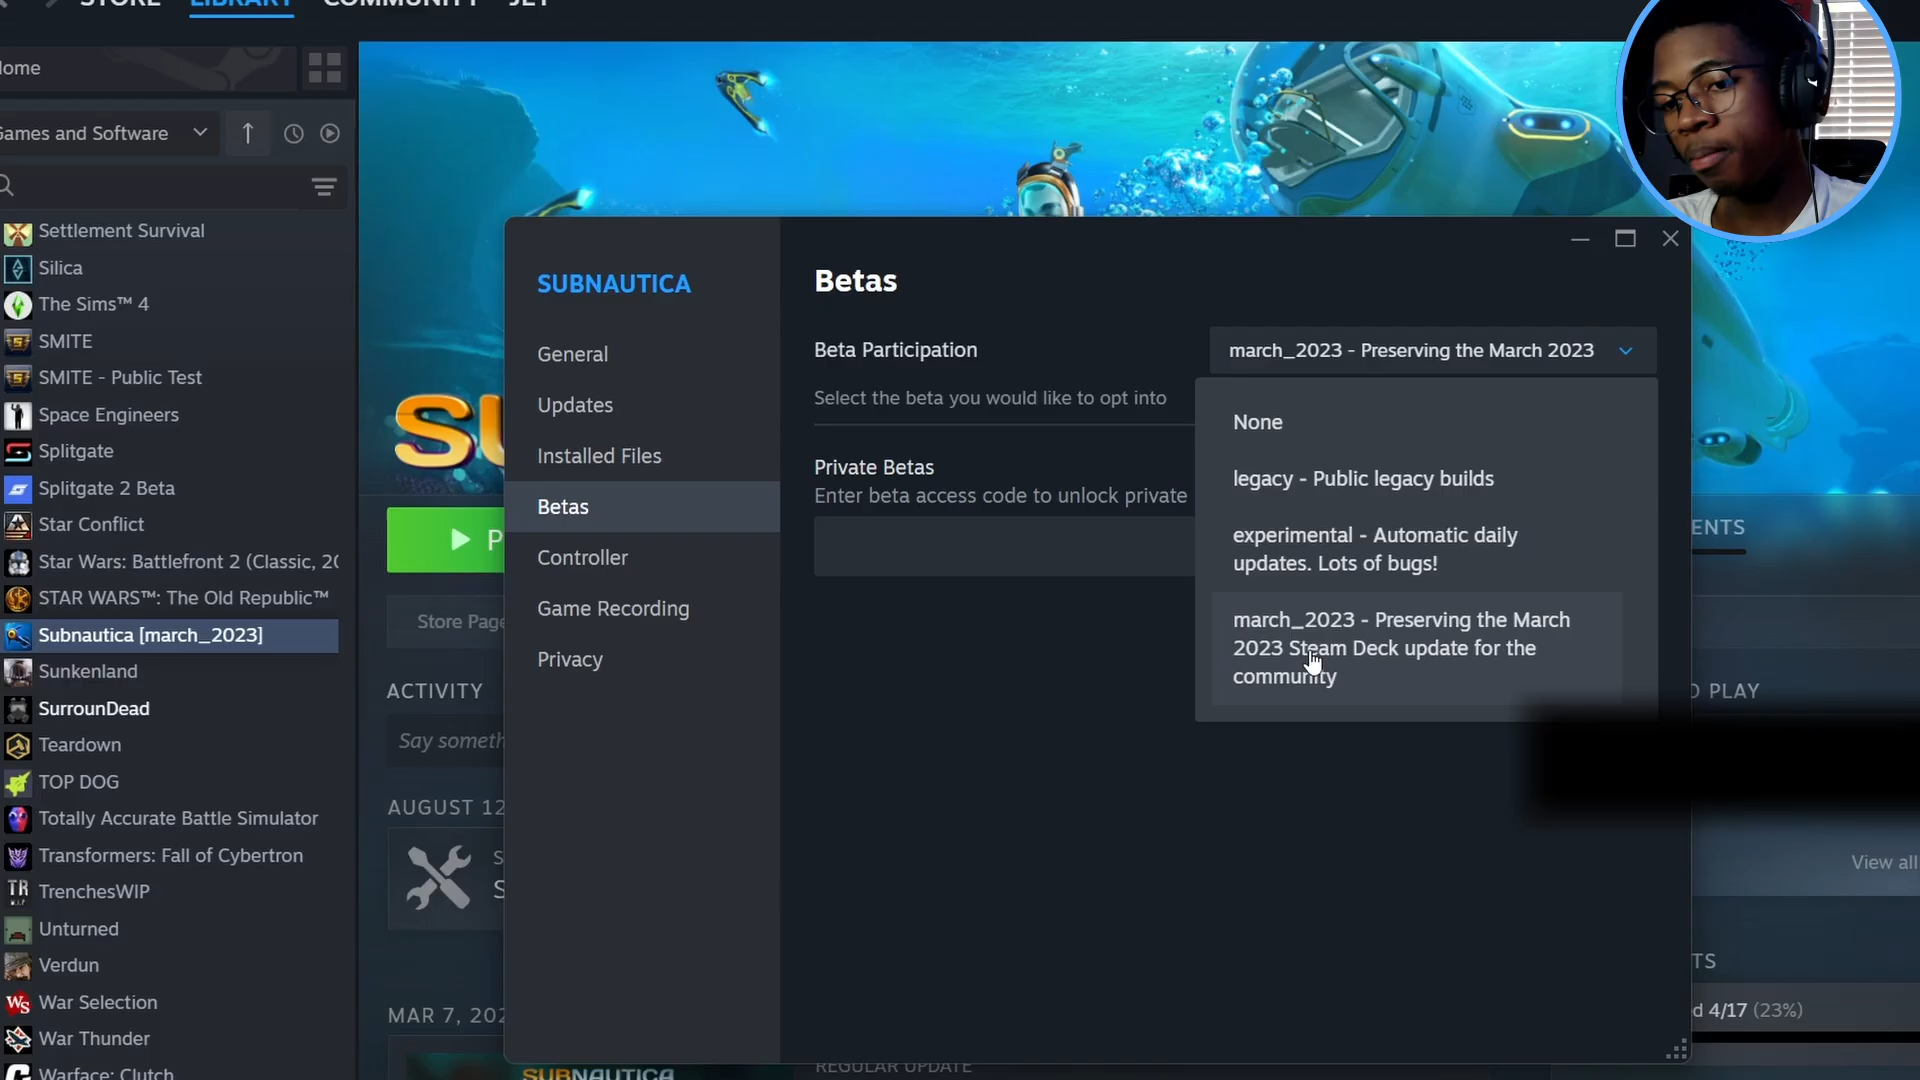 STORE
LIBRARY
COMMUNITY
JET
Home
Games and Software
Settlement Survival
Silica
The Sims™ 4
SMITE
SMITE - Public Test
Space Engineers
Splitgate
Splitgate 2 Beta
Star Conflict
Star Wars: Battlefront 2 (Classic, 20
STAR WARS™: The Old Republic™
Subnautica [march_2023]
Sunkenland
SurrounDead
Teardown
TOP DOG
Totally Accurate Battle Simulator
Transformers: Fall of Cybertron
TrenchesWIP
Unturned
Verdun
War Selection
War Thunder
Warface: Clutch
SU
P
Store Page
ACTIVITY
Say someth
AUGUST 12
S
S
MAR 7, 202
SUBNAUTICA
REGULAR UPDATE
SUBNAUTICA
General
Updates
Installed Files
Betas
Controller
Game Recording
Privacy
Betas
Beta Participation
march_2023 - Preserving the March 2023
Select the beta you would like to opt into
Private Betas
Enter beta access code to unlock private
None
legacy - Public legacy builds
experimental - Automatic daily
updates. Lots of bugs!
march_2023 - Preserving the March
2023 Steam Deck update for the
community
ENTS
O PLAY
View all
TS
d 4/17 (23%)